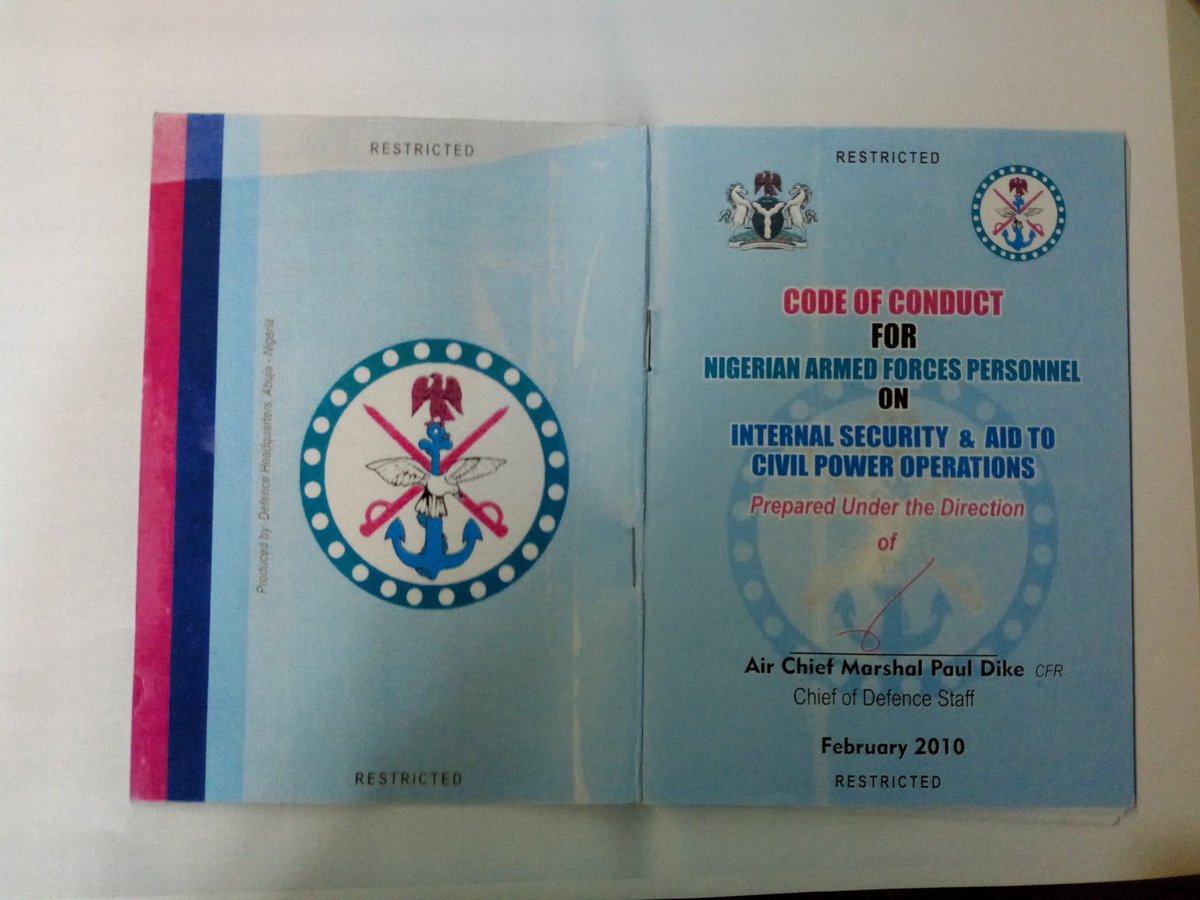 RESTRICTED
Produced by Defence Headquarters, Abuja - Nigeria
RESTRICTED
RESTRICTED
CODE OF CONDUCT
FOR
NIGERIAN ARMED FORCES PERSONNEL
ON
INTERNAL SECURITY & AID TO
CIVIL POWER OPERATIONS
Prepared Under the Direction
of
Air Chief Marshal Paul Dike CFR
Chief of Defence Staff
February 2010
RESTRICTED